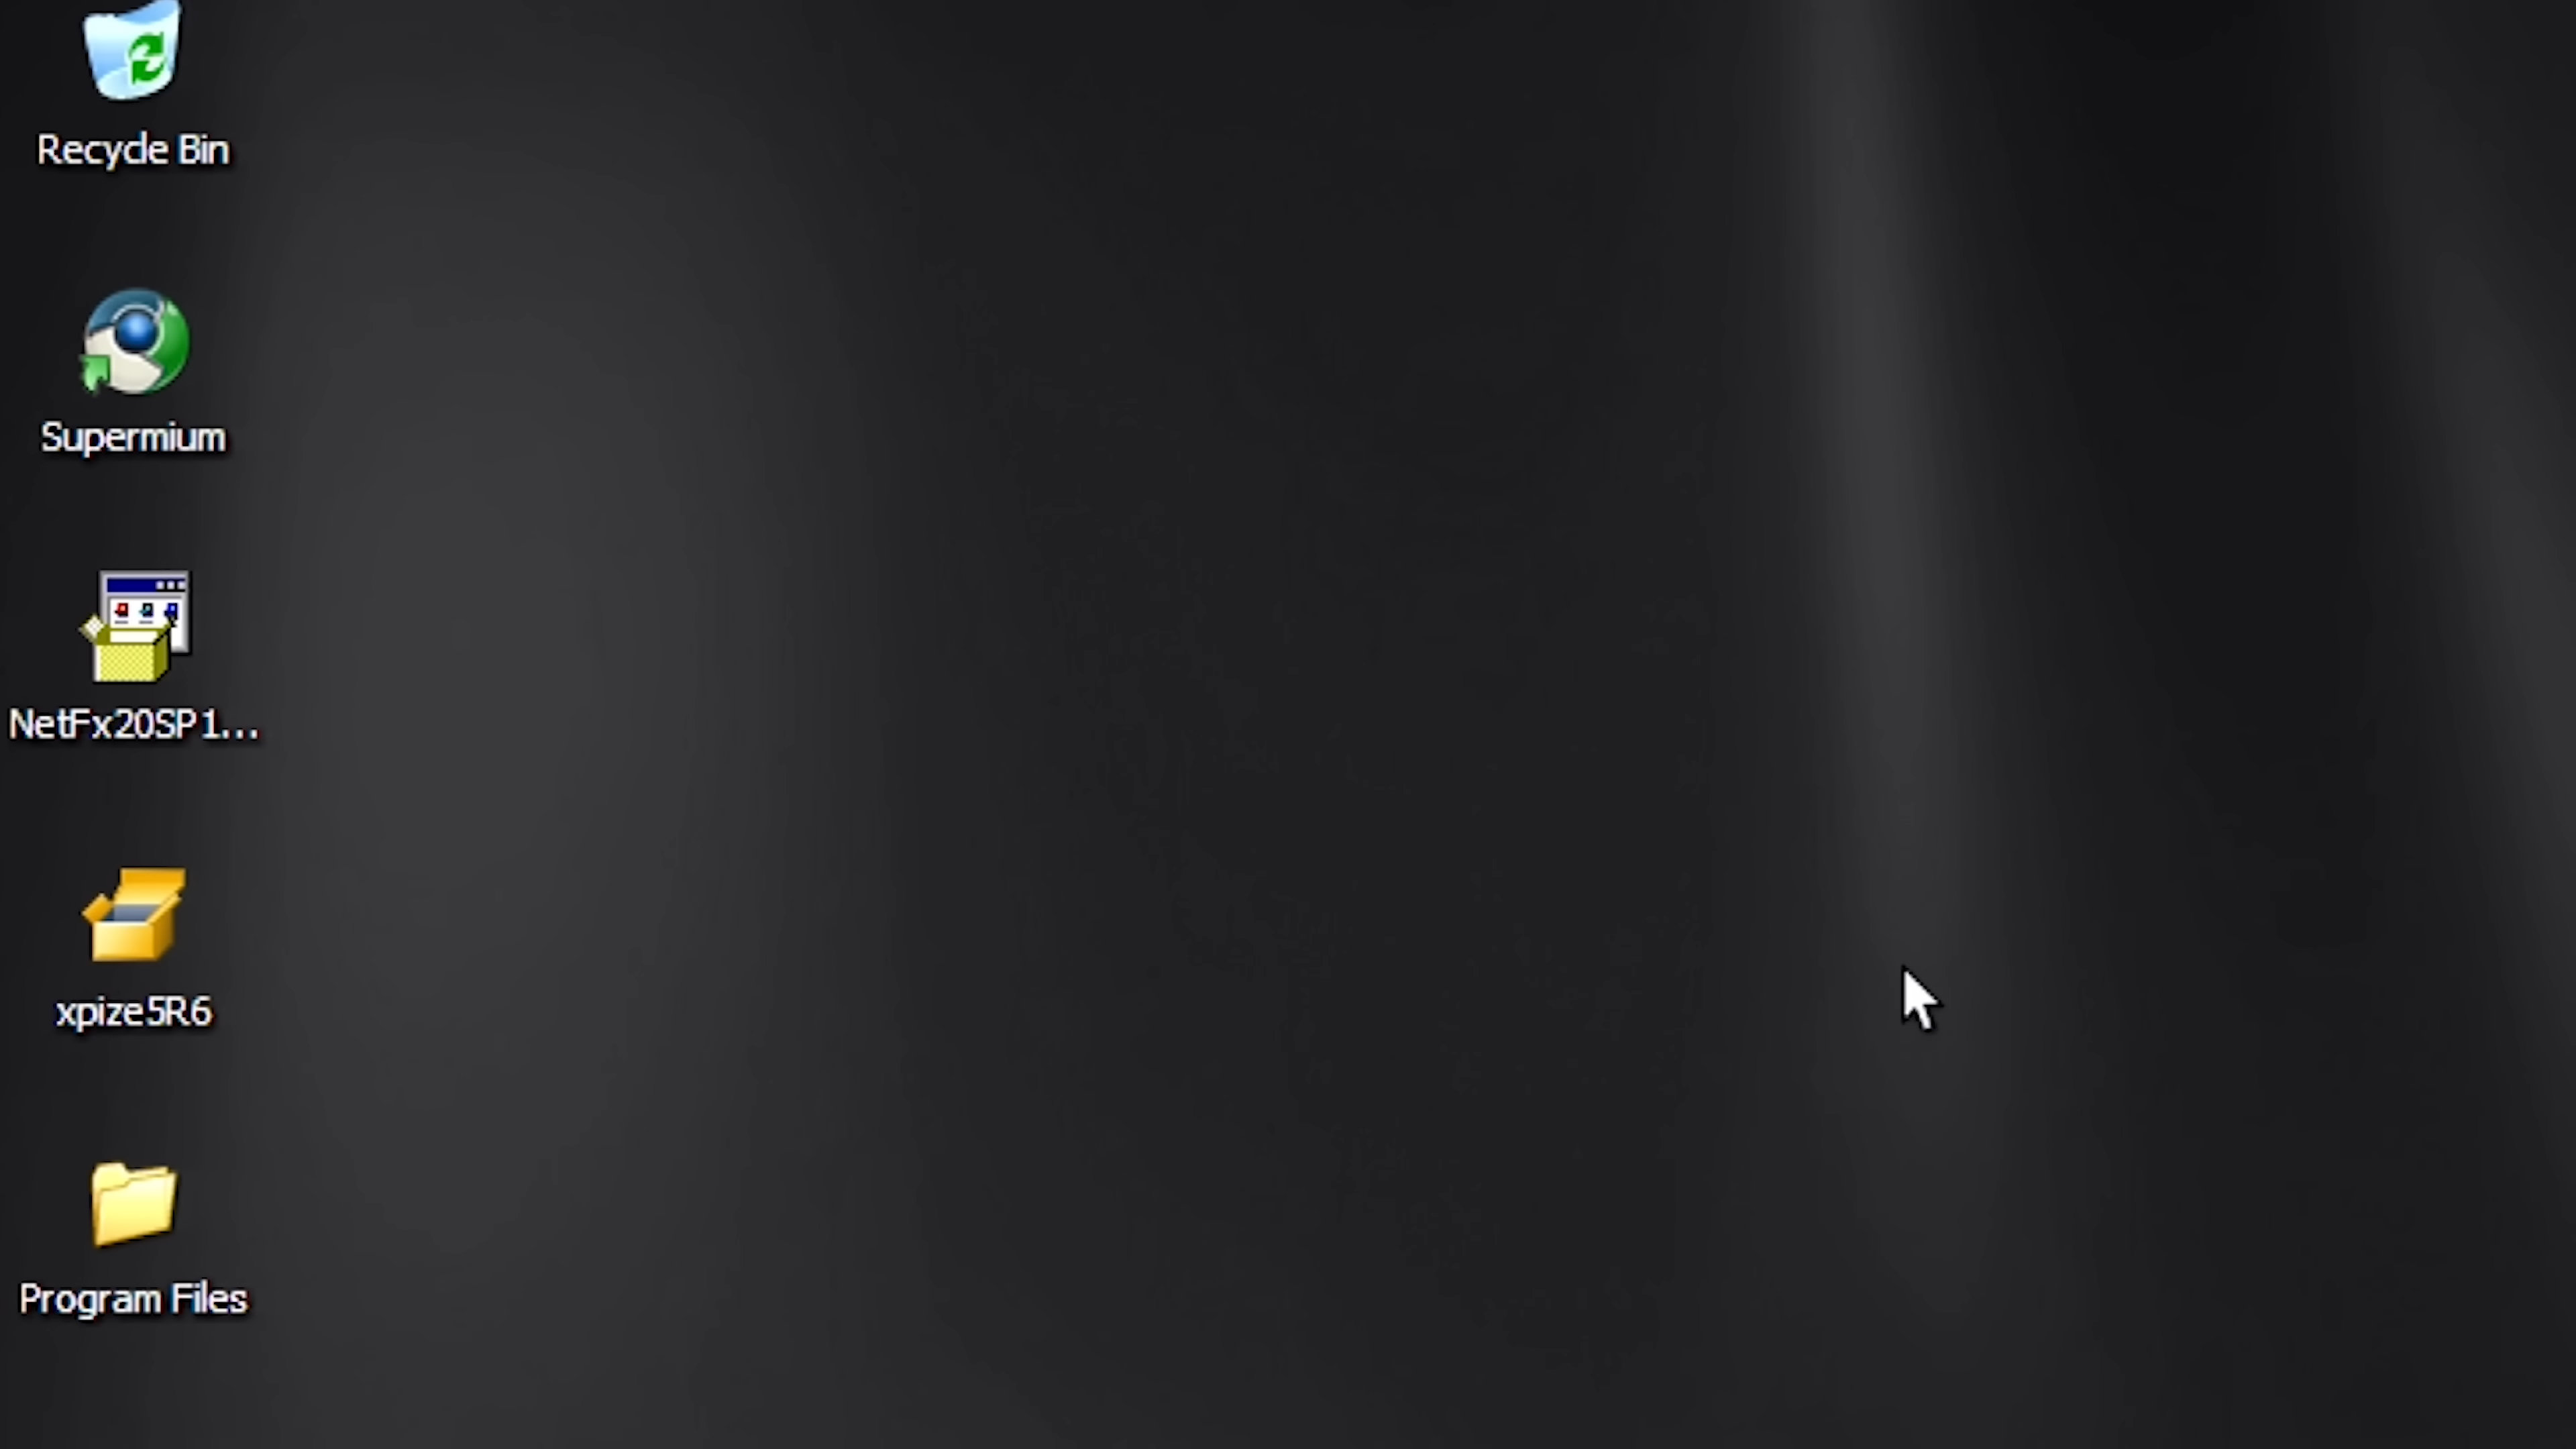 Recycle Bin
Supermium
NetFx20SP1...
xpize5R6
Program Files